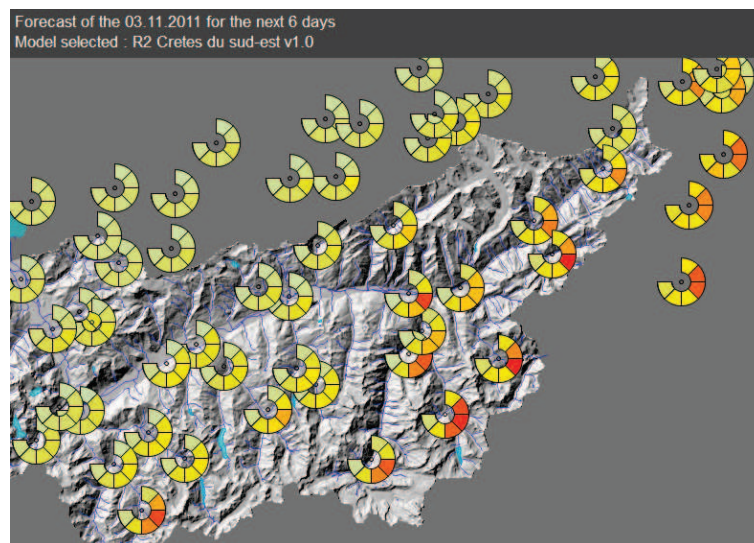 Forecast of the 03.11.2011 for the next 6 days
Model selected : R2 Cretes du sud-est v1.0